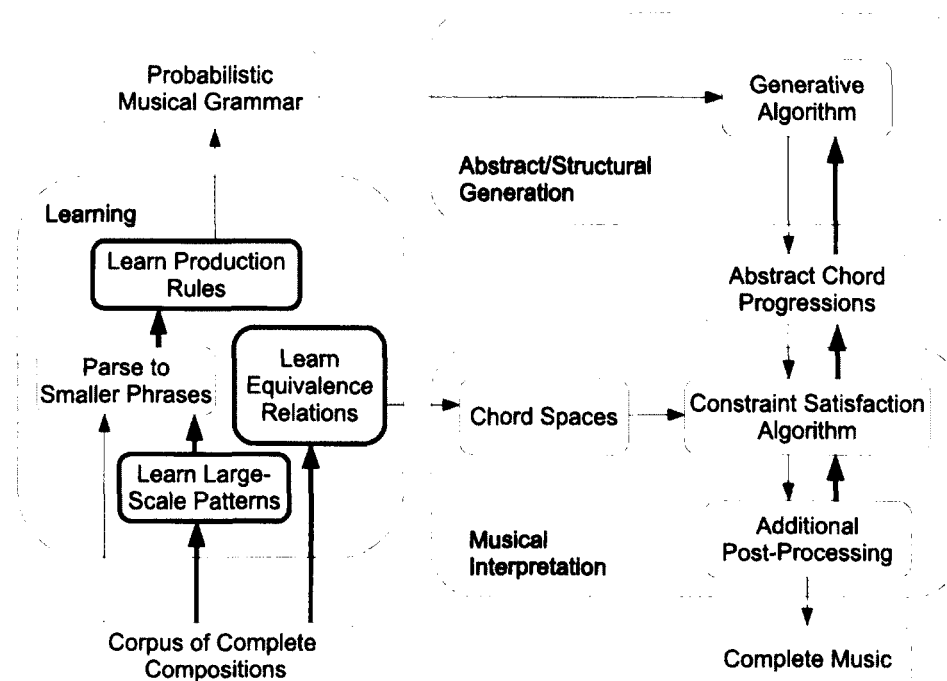 Probabilistic
Musical Grammar
Generative
Algorithm
Abstract/Structural
Generation
Learning
Learn Production
Rules
Abstract Chord
Progressions
Parse to
Smaller Phrases
Learn
Equivalence
Relations
Chord Spaces
Constraint Satisfaction
Algorithm
Learn Large-
Scale Patterns
Musical
Interpretation
Additional
Post-Processing
Corpus of Complete
Compositions
Complete Music